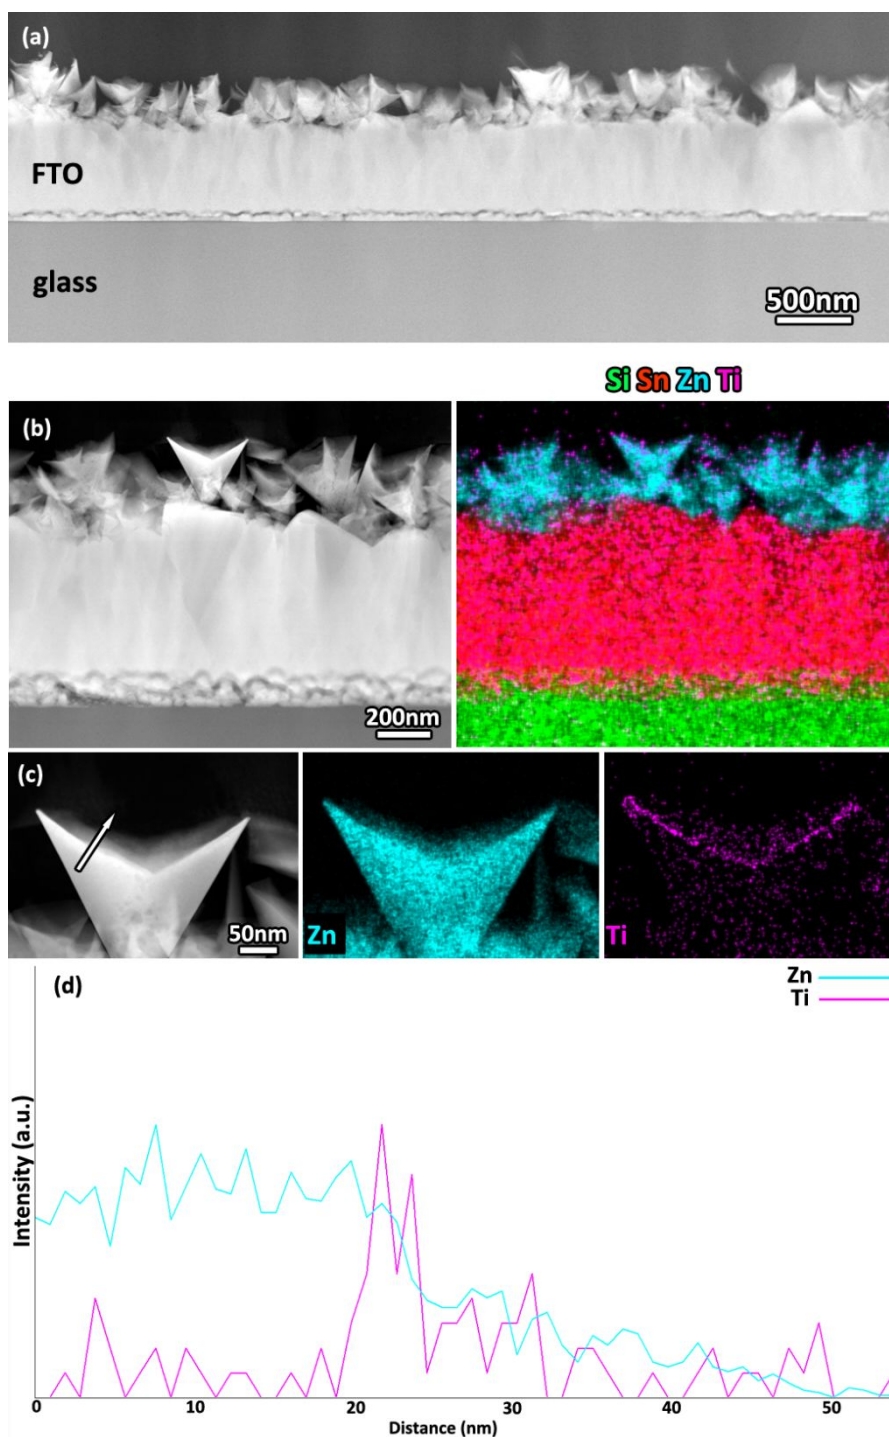 (a)
FTO
glass
500nm
Si Sn Zn Ti
(b)
200nm
(c)
50nm
Zn
Ti
(d)
Zn
Ti
Intensity (a.u.)
0 10 20 30 40 50
Distance (nm)